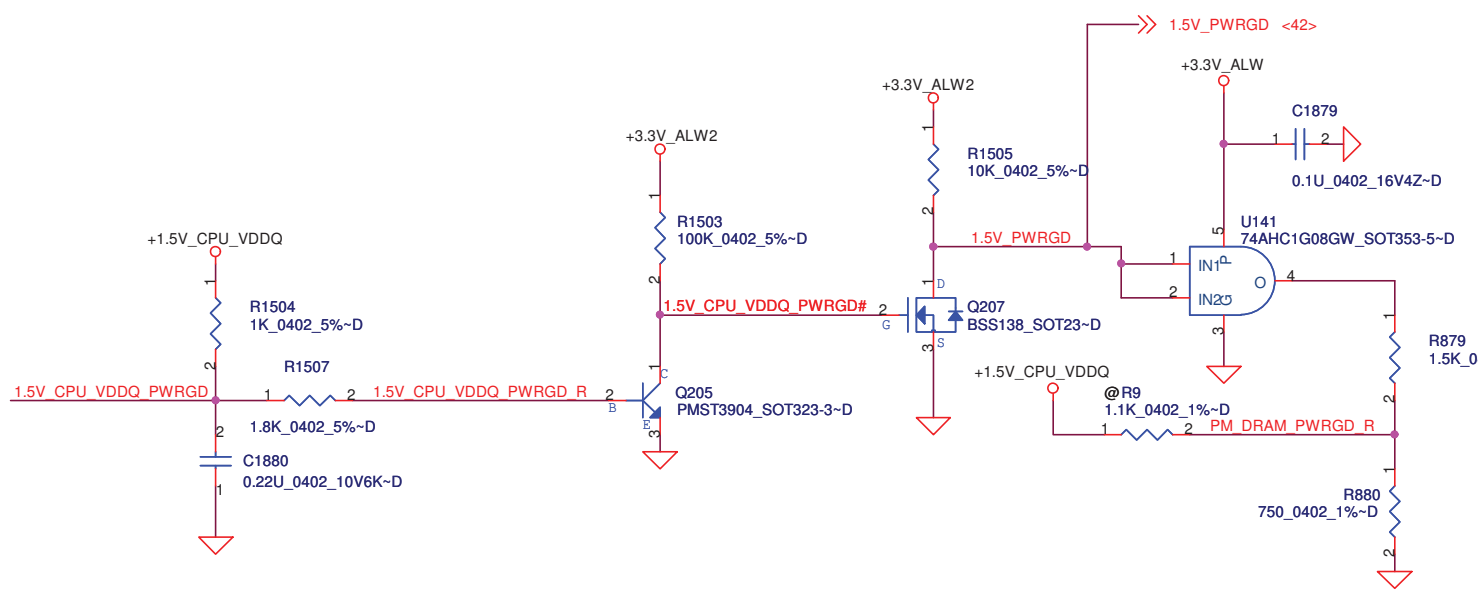 1.5V_PWRGD <42>
+3.3V_ALW
+3.3V_ALW2
C1879
1
2
0.1U_0402_16V4Z~D
+3.3V_ALW2
1
R1505
10K_0402_5%~D
2
1
R1503
100K_0402_5%~D
2
U141
74AHC1G08GW_SOT353-5~D
5
1.5V_PWRGD
+1.5V_CPU_VDDQ
1
IN1
P
2
IN2
G
O
4
3
1
D
1.5V_CPU_VDDQ_PWRGD#
2
G
Q207
BSS138_SOT23~D
S
3
1
R1504
1K_0402_5%~D
2
R1507
1
R879
1.5K_0
2
1.5V_CPU_VDDQ_PWRGD
1
2
1.5V_CPU_VDDQ_PWRGD_R
2
B
1
C
Q205
PMST3904_SOT323-3~D
E
3
1.8K_0402_5%~D
+1.5V_CPU_VDDQ
@R9
1.1K_0402_1%~D
1
2
PM_DRAM_PWRGD_R
2
C1880
0.22U_0402_10V6K~D
1
1
R880
750_0402_1%~D
2